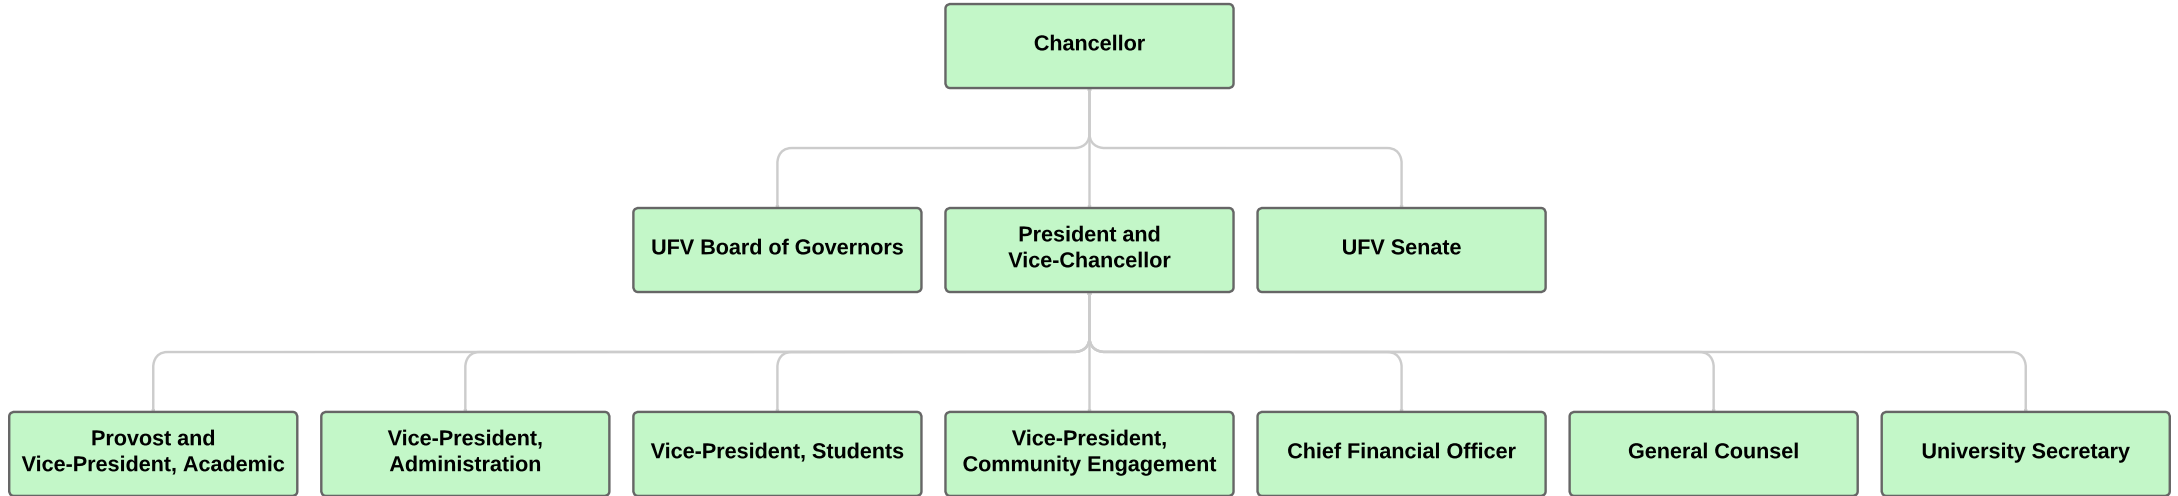 Chancellor
UFV Board of Governors
President and
Vice-Chancellor
UFV Senate
Provost and
Vice-President, Academic
Vice-President,
Administration
Vice-President, Students
Vice-President,
Community Engagement
Chief Financial Officer
General Counsel
University Secretary